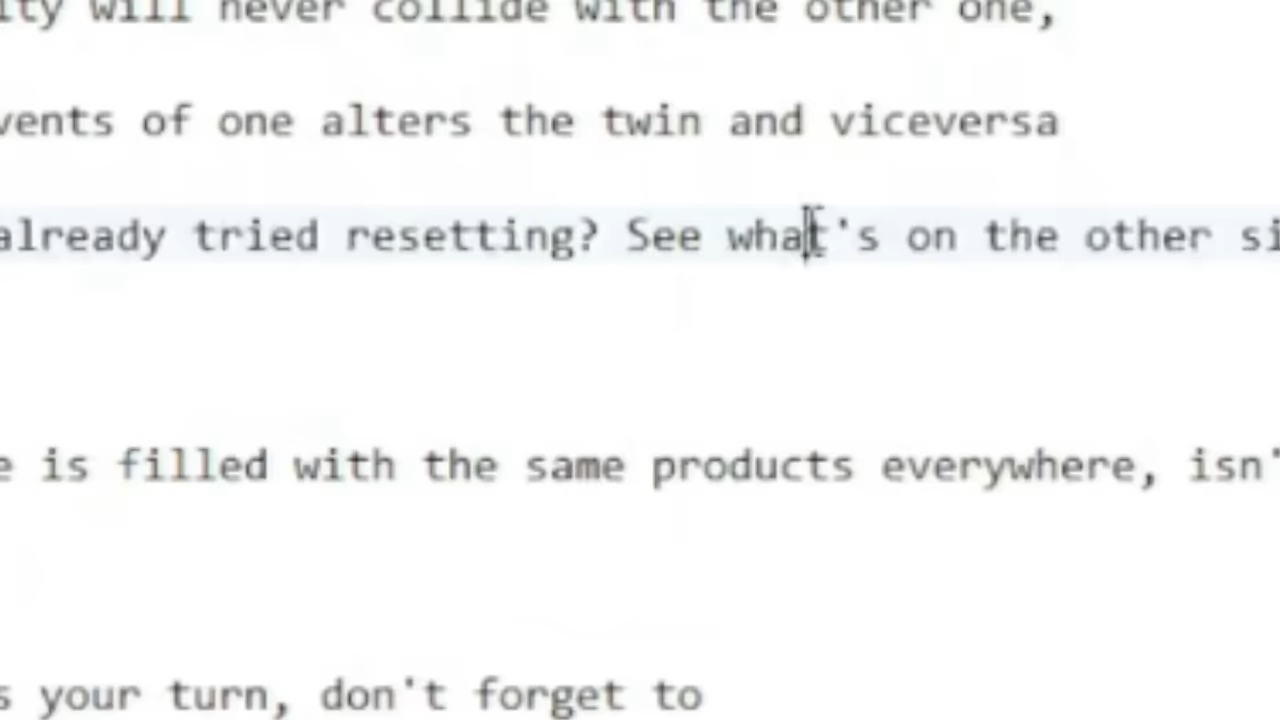 ity will never collide with the other one,
vents of one alters the twin and viceversa
already tried resetting? See what's on the other si
e is filled with the same products everywhere, isn'
s your turn, don't forget to